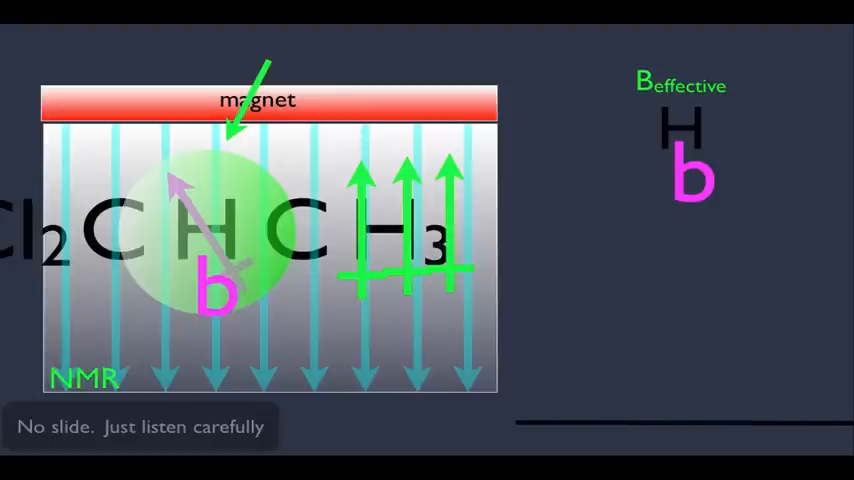 magnet
Cl2CHCH3
b
NMR
Beffective
H
b
No slide. Just listen carefully